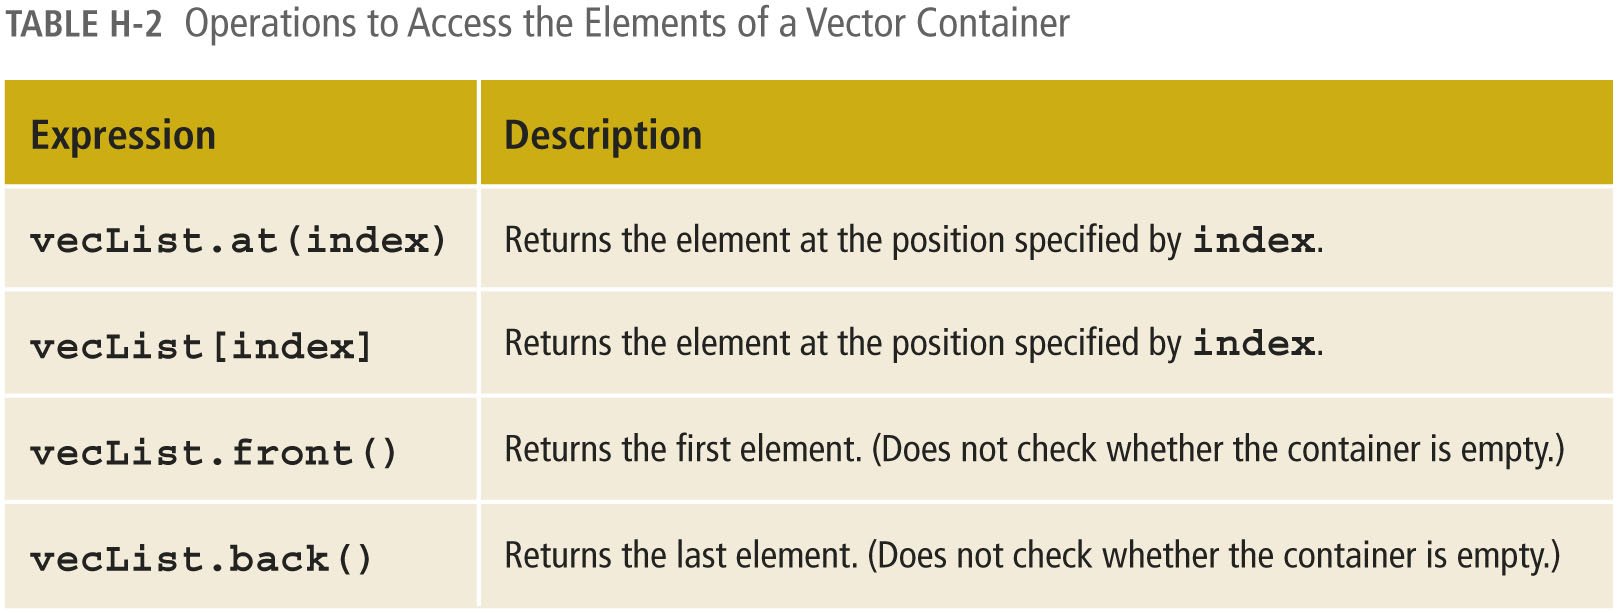 TABLE H-2 Operations to Access the Elements of a Vector Container
Expression Description
vecList.at(index) Returns the element at the position specified by index.
vecList[index] Returns the element at the position specified by index.
vecList.front() Returns the first element. (Does not check whether the container is empty.)
vecList.back() Returns the last element. (Does not check whether the container is empty.)